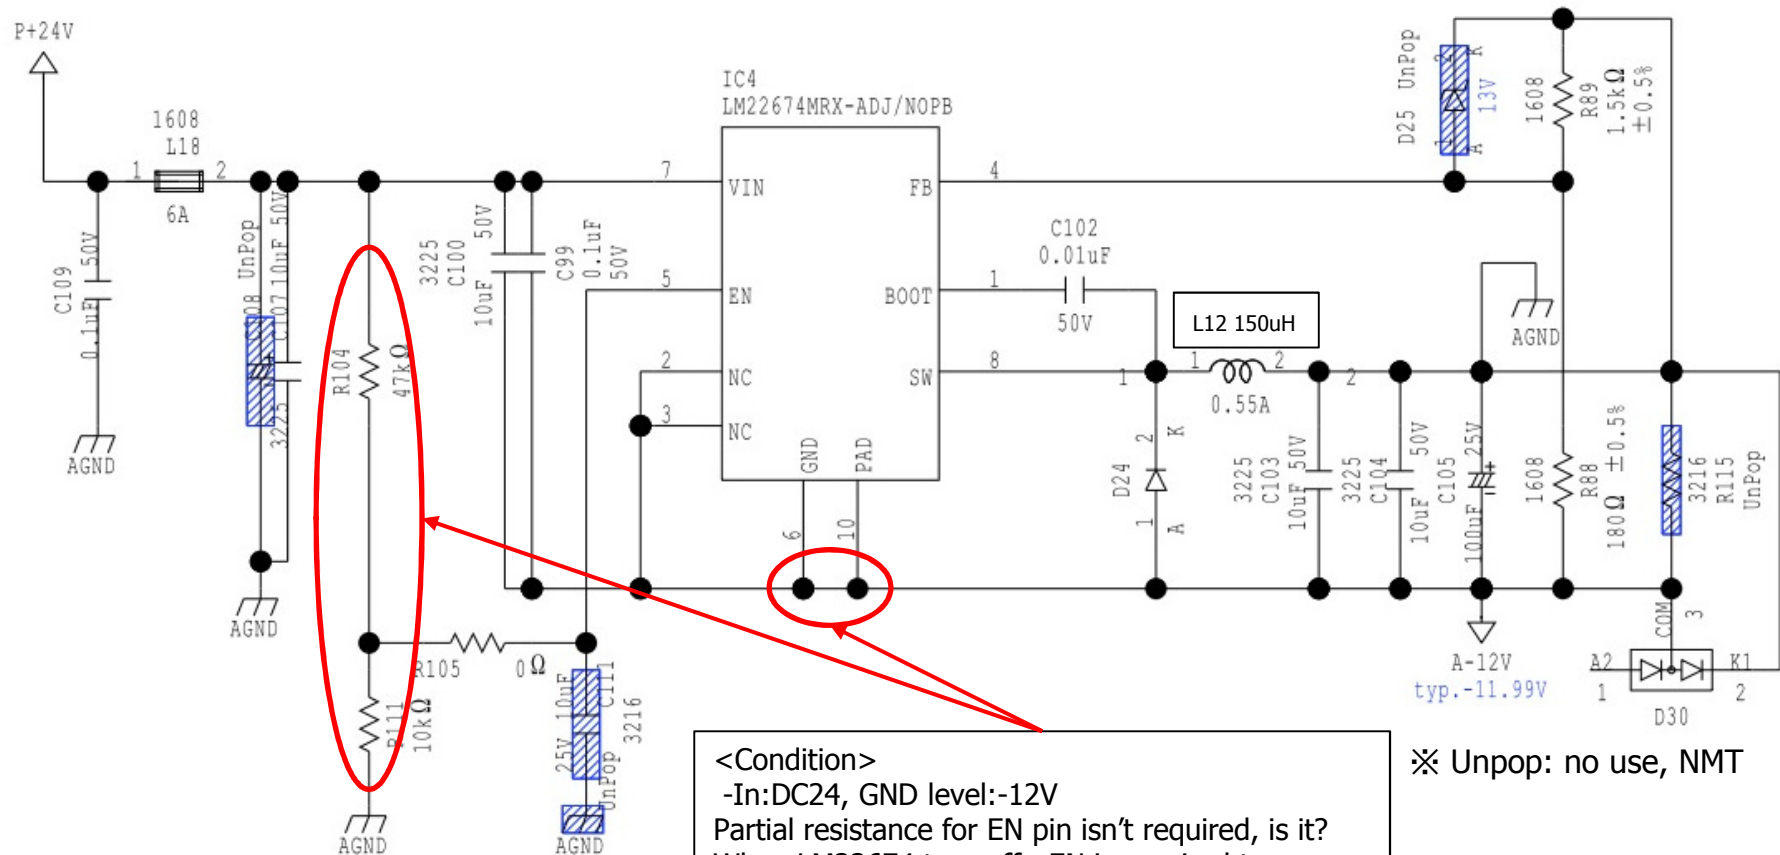 P+24V
1608
L18
1
2
6A
C109
50V
0.1uF
AGND
UnPop
C107
10uF
50V
3225
AGND
R104
47kΩ
R105
0Ω
R111
10kΩ
AGND
3225
C100
10uF
50V
C99
0.1uF
50V
IC4
LM22674MRX-ADJ/NOPB
7
VIN
5
EN
2
NC
3
NC
FB
4
BOOT
1
SW
8
GND
PAD
6
10
C111
10uF
25V
3216
UnPop
AGND
C102
0.01uF
50V
L12 150uH
1
1
2
2
0.55A
D24
2
K
1
A
3225
C103
10uF
50V
3225
C104
10uF
50V
C105
100uF
25V
AGND
D25
UnPop
2
K
13V
1
A
1608
R89
1.5kΩ
±0.5%
1608
R88
180Ω
±0.5%
3216
R115
UnPop
A-12V
typ.-11.99V
COM
3
A2
1
K1
2
D30
<Condition>
-In:DC24, GND level:-12V
Partial resistance for EN pin isn't required, is it?
※ Unpop: no use, NMT